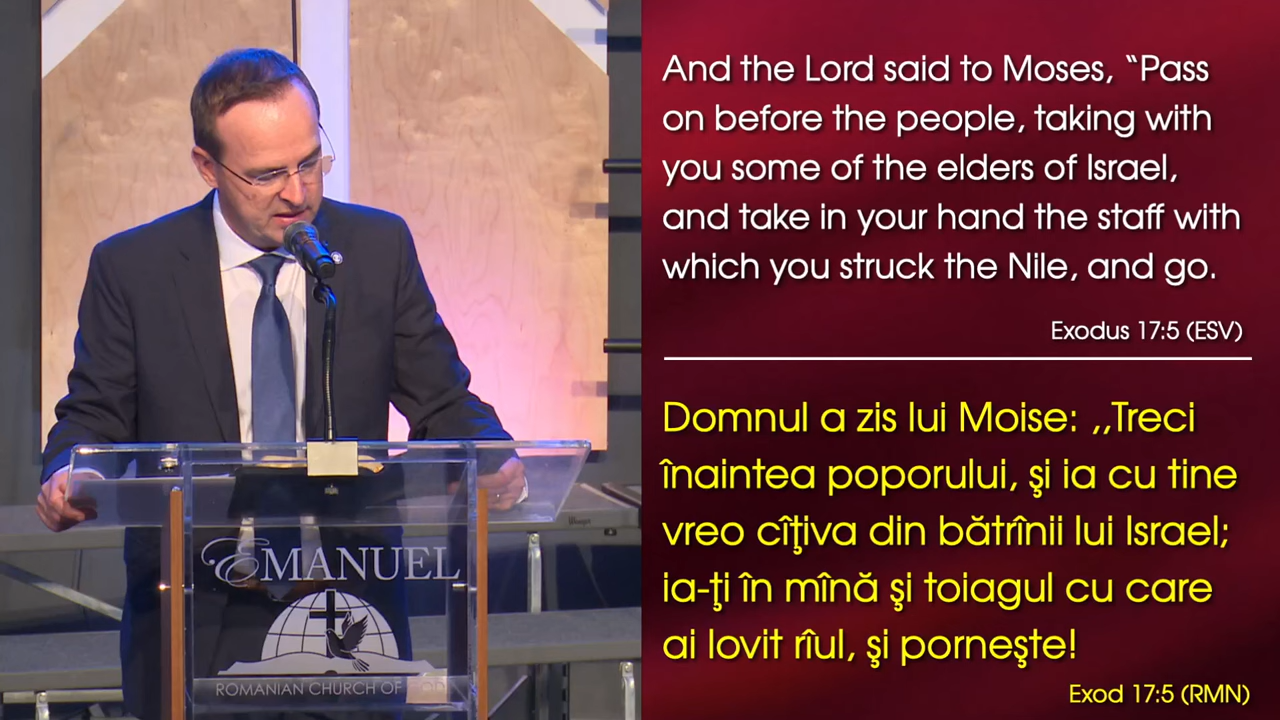 And the Lord said to Moses, “Pass
on before the people, taking with
you some of the elders of Israel,
and take in your hand the staff with
which you struck the Nile, and go.
Exodus 17:5 (ESV)
Domnul a zis lui Moise: ,,Treci
înaintea poporului, şi ia cu tine
vreo cîţiva din bătrînii lui Israel;
ia-ţi în mînă şi toiagul cu care
ai lovit rîul, şi porneşte!
Exod 17:5 (RMN)
EMANUEL
ROMANIAN CHURCH OF GOD
Wenger